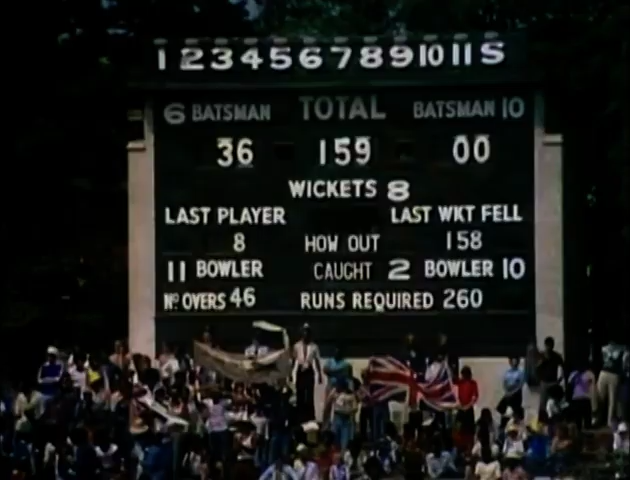 1 2 3 4 5 6 7 8 9 10 11 S
6 BATSMAN TOTAL BATSMAN 10
36 159 00
WICKETS 8
LAST PLAYER LAST WKT FELL
8 HOW OUT 158
11 BOWLER CAUGHT 2 BOWLER 10
No OVERS 46 RUNS REQUIRED 260